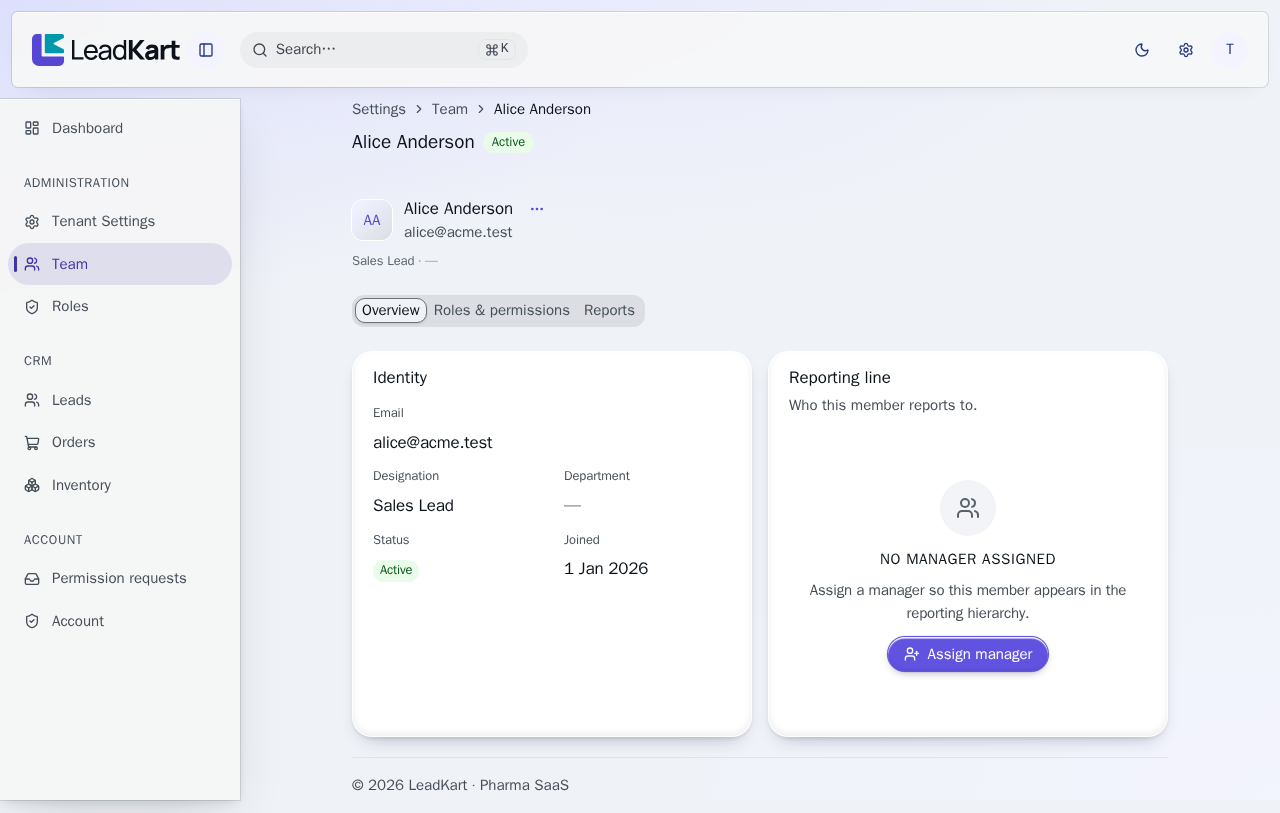 LeadKart
Search…
⌘K
T
Dashboard
ADMINISTRATION
Tenant Settings
Team
Roles
CRM
Leads
Orders
Inventory
ACCOUNT
Permission requests
Account
Settings > Team > Alice Anderson
Alice Anderson Active
AA
Alice Anderson
alice@acme.test
Sales Lead · —
Overview Roles & permissions Reports
Identity
Email
alice@acme.test
Designation Department
Sales Lead —
Status Joined
Active 1 Jan 2026
Reporting line
Who this member reports to.
NO MANAGER ASSIGNED
Assign a manager so this member appears in the
reporting hierarchy.
Assign manager
© 2026 LeadKart · Pharma SaaS